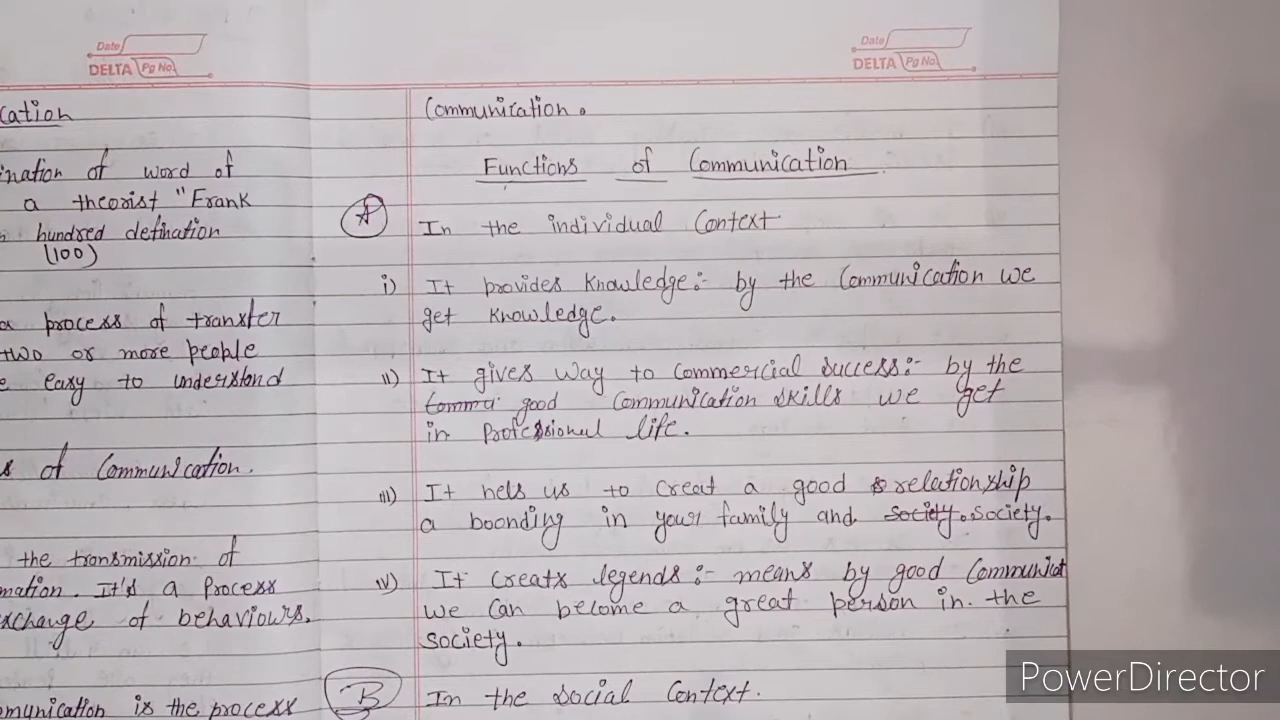 Date
DELTA Pg No.
cation
ination of word of
a theorist "Frank
hundred defination
(100)
process of transfer
two or more people
easy to understand
of Communication.
the transmission of
mation. It's a Process
xchange of behaviours.
munication is the process
Date
DELTA Pg No.
Communication.
Functions of Communication
A In the individual Context
i) It provides knowledge:- by the Communication we
get knowledge.
II) It gives way to commercial success:- by the
Comma good Communication skills we get
in Professional life.
III) It hels us to creat a good relationship
a boonding in your family and society. society.
IV) It creats legends:- means by good Communicat
we can become a great person in the
society.
B In the social Context.
PowerDirector